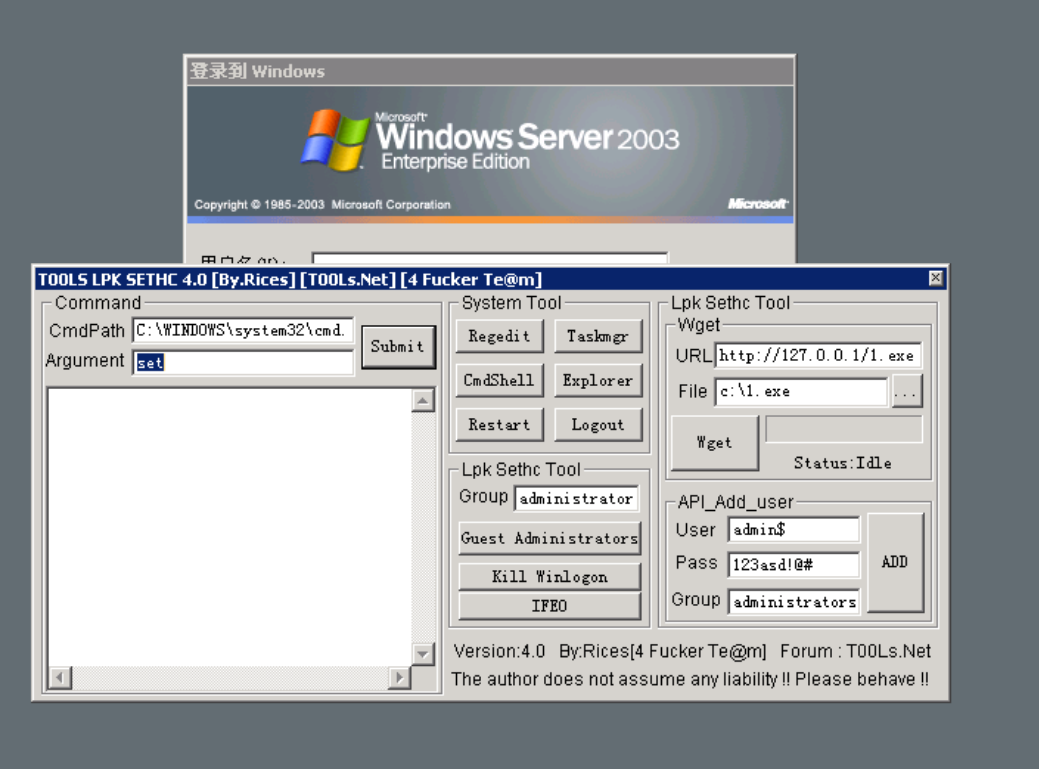 登录到 Windows
Microsoft
Windows Server 2003
Enterprise Edition
Copyright © 1985-2003 Microsoft Corporation
Microsoft
T00LS LPK SETHC 4.0 [By.Rices] [T00Ls.Net] [4 Fucker Te@m]
Command
CmdPath C:\WINDOWS\system32\cmd.
Argument set
Submit
System Tool
Regedit Taskmgr
CmdShell Explorer
Restart Logout
Lpk Sethc Tool
Group administrator
Guest Administrators
Kill Winlogon
IFEO
Lpk Sethc Tool
Wget
URL http://127.0.0.1/1.exe
File c:\1.exe ...
Wget
Status:Idle
API_Add_user
User admin$
Pass 123asd!@#
Group administrators
ADD
Version:4.0 By:Rices[4 Fucker Te@m] Forum : T00Ls.Net
The author does not assume any liability !! Please behave !!